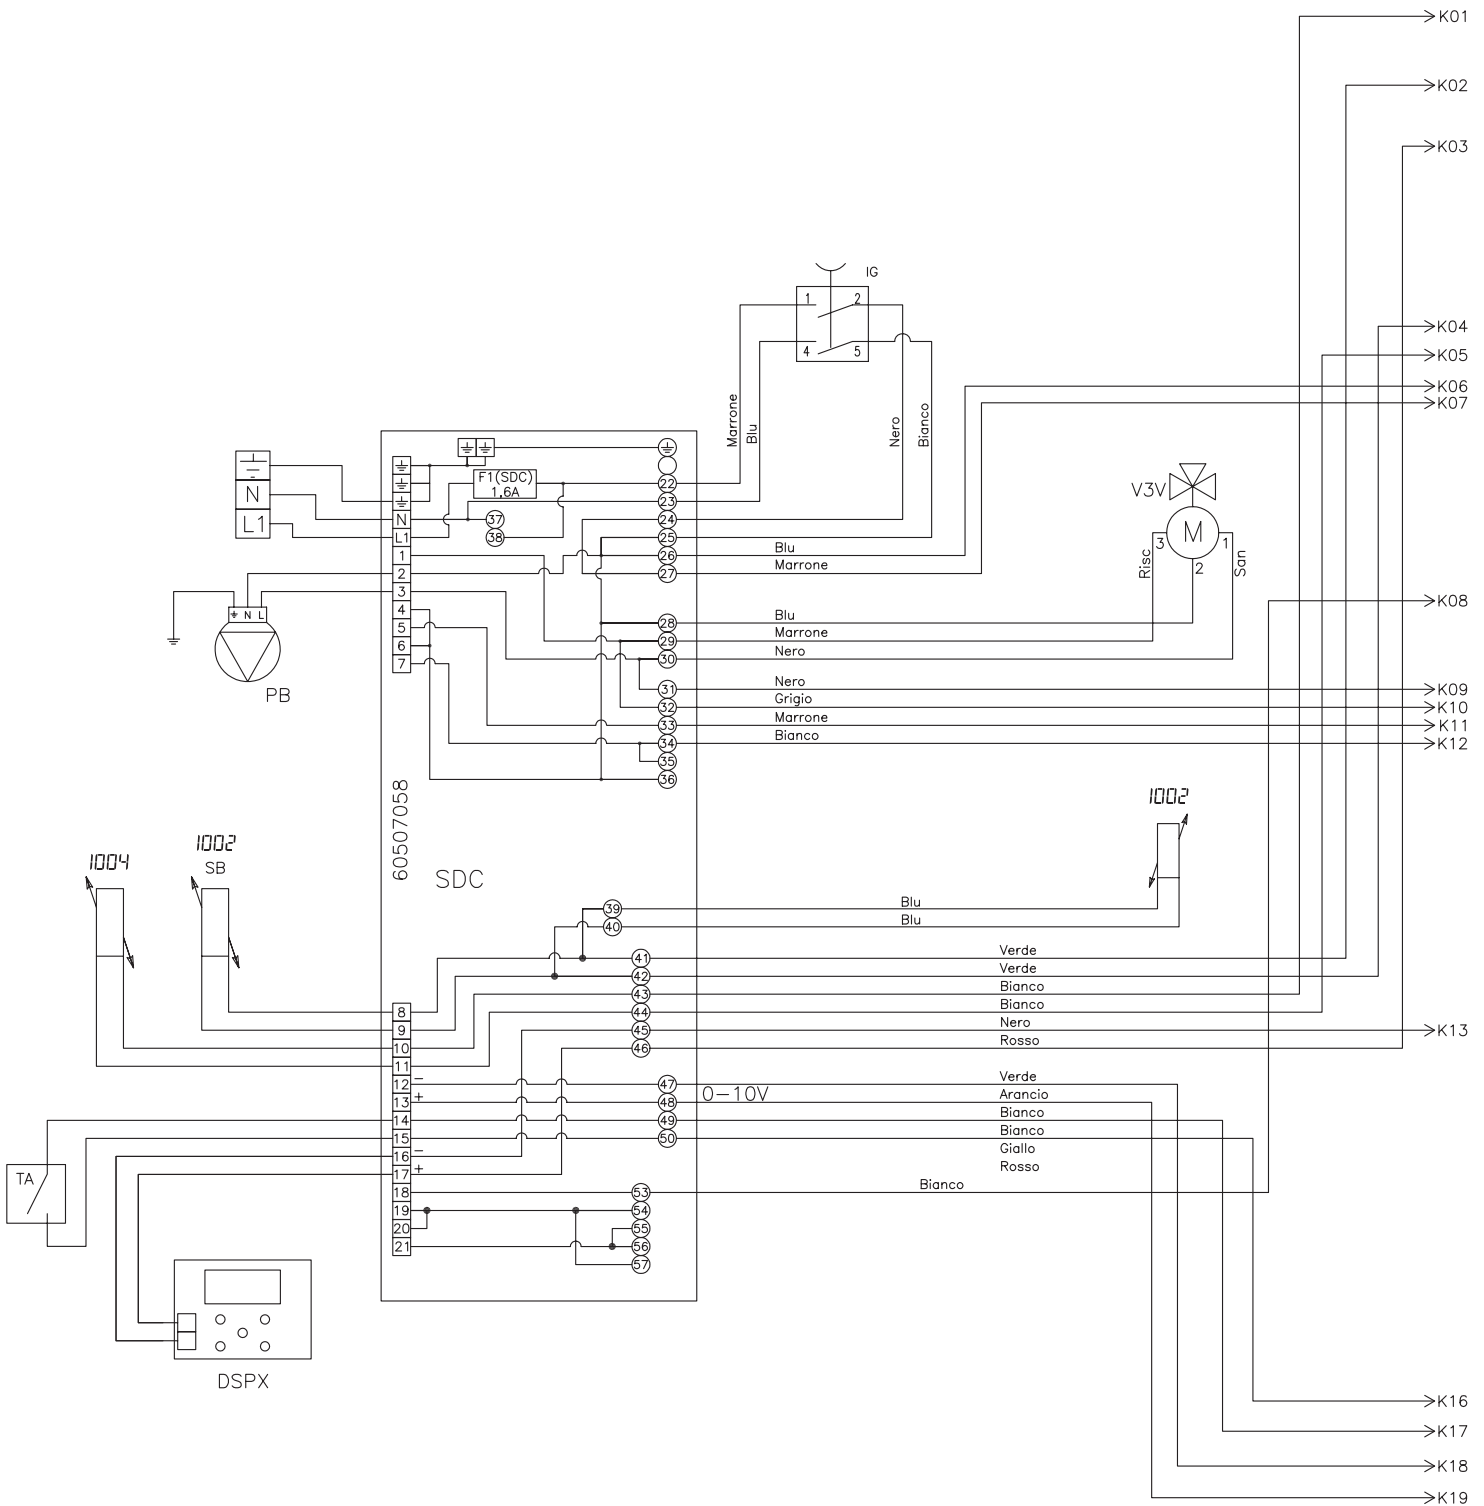 K01
K02
K03
IG
1 2
4 5
K04
K05
K06
K07
Marrone
Blu
Nero
Bianco
N
L1
F1(SDC)
1,6A
N
L1
1
2
3
4
5
6
7
37
38
22
23
24
25
26
27
28
29
30
31
32
33
34
35
36
Blu
Marrone
V3V
M
3
1
2
Risc
San
K08
Blu
Marrone
Nero
N L
PB
Nero
Grigio
Marrone
Bianco
K09
K10
K11
K12
60507058
SDC
1004
1002
SB
1002
39
40
Blu
Blu
8
9
10
11
12 -
13 +
14
15
16 -
17 +
18
19
20
21
41
42
43
44
45
46
47
48
49
50
53
54
55
56
57
0-10V
Verde
Verde
Bianco
Bianco
Nero
Rosso
K13
Verde
Arancio
Bianco
Bianco
Giallo
Rosso
Bianco
TA
DSPX
K16
K17
K18
K19